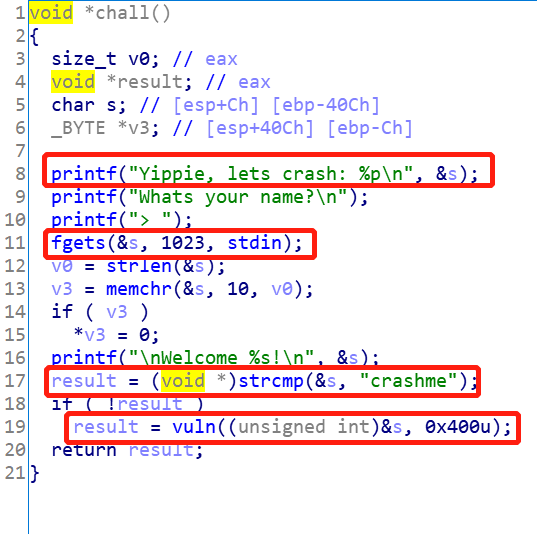 1 void *chall()
2 {
3   size_t v0; // eax
4   void *result; // eax
5   char s; // [esp+Ch] [ebp-40Ch]
6   _BYTE *v3; // [esp+40Ch] [ebp-Ch]
7
8   printf("Yippie, lets crash: %p\n", &s);
9   printf("Whats your name?\n");
10   printf("> ");
11   fgets(&s, 1023, stdin);
12   v0 = strlen(&s);
13   v3 = memchr(&s, 10, v0);
14   if ( v3 )
15     *v3 = 0;
16   printf("\nWelcome %s!\n", &s);
17   result = (void *)strcmp(&s, "crashme");
18   if ( !result )
19     result = vuln((unsigned int)&s, 0x400u);
20   return result;
21 }